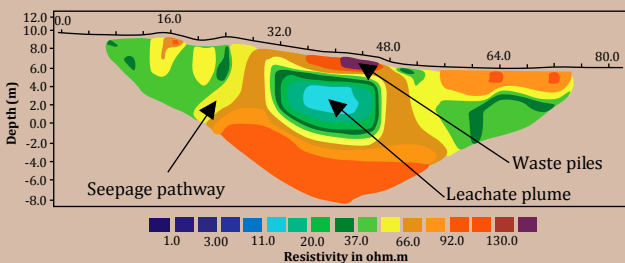 12.0
10.0
8.0
6.0
4.0
2.0
0.0
-2.0
-4.0
-6.0
-8.0
Depth (m)
0.0
16.0
32.0
48.0
64.0
80.0
Seepage pathway
Waste piles
Leachate plume
1.0 3.00 11.0 20.0 37.0 66.0 92.0 130.0
Resistivity in ohm.m